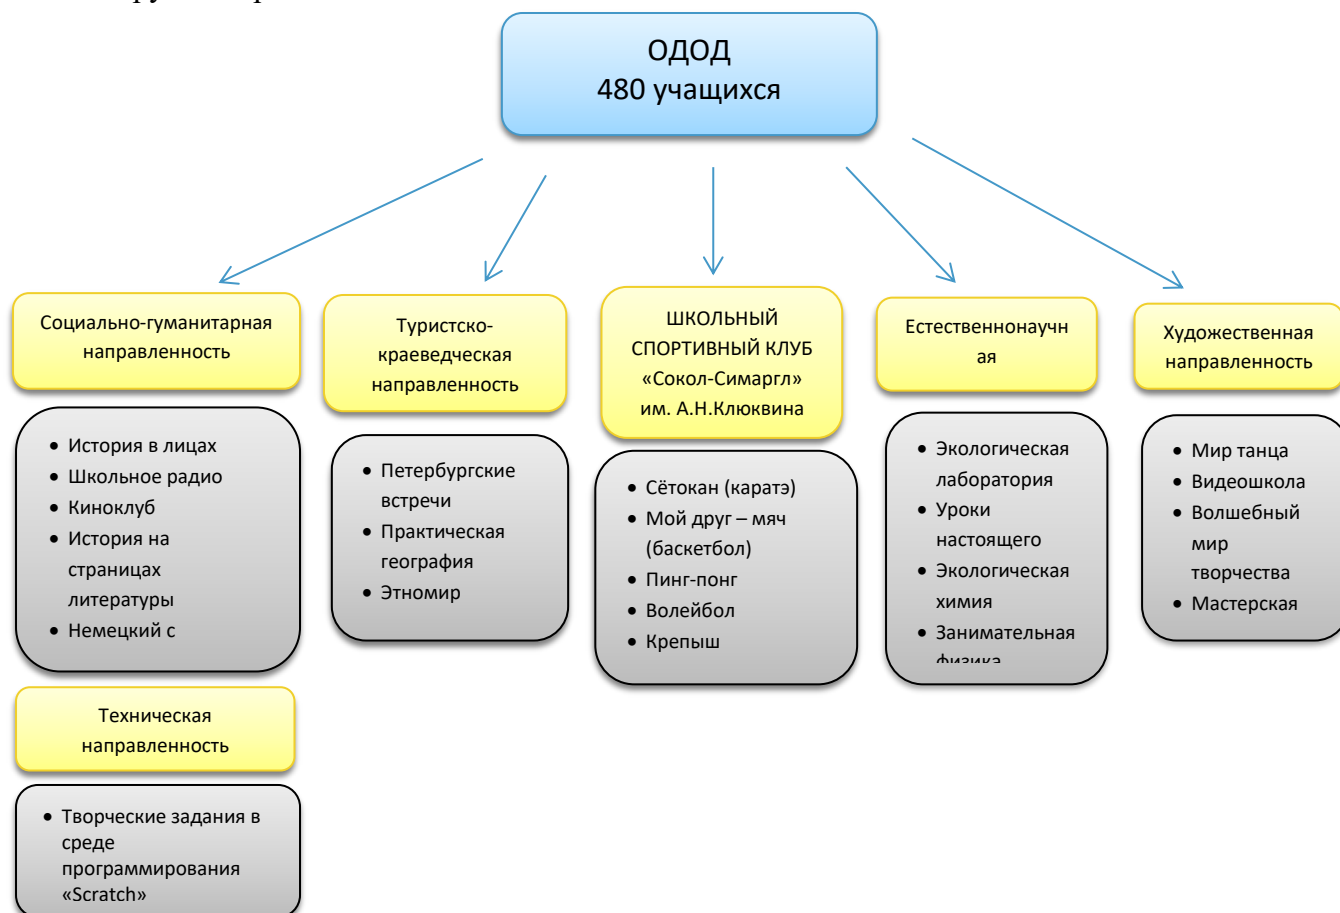 ОДОД
480 учащихся
Социально-гуманитарная
направленность
• История в лицах
• Школьное радио
• Киноклуб
• История на
страницах
литературы
• Немецкий с
Техническая
направленность
• Творческие задания в
среде
программирования
«Scratch»
Туристско-
краеведческая
направленность
• Петербургские
встречи
• Практическая
география
• Этномир
ШКОЛЬНЫЙ
СПОРТИВНЫЙ КЛУБ
«Сокол-Симаргл»
им. А.Н.Клюквина
• Сётокан (каратэ)
• Мой друг – мяч
(баскетбол)
• Пинг-понг
• Волейбол
• Крепыш
Естественнонаучн
ая
• Экологическая
лаборатория
• Уроки
настоящего
• Экологическая
химия
• Занимательная
физика
Художественная
направленность
• Мир танца
• Видеошкола
• Волшебный
мир
творчества
• Мастерская